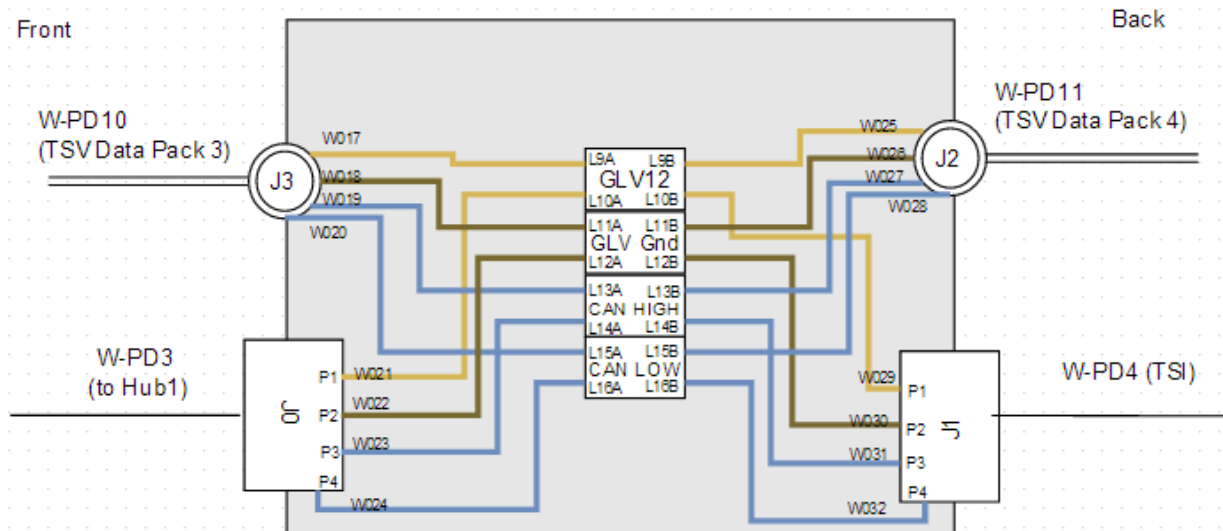 Front
Back
W-PD10
(TSV Data Pack 3)
W-PD11
(TSV Data Pack 4)
W017
W025
J3
J2
W018
W026
W019
W027
W020
W028
L9A L9B
GLV12
L10A L10B
L11A L11B
GLV Gnd
L12A L12B
L13A L13B
CAN HIGH
L14A L14B
L15A L15B
CAN LOW
L16A L16B
W-PD3
(to Hub1)
W-PD4 (TSI)
P1 W021
W029 P1
J0
P2 W022
W030 P2
J1
P3 W023
W031 P3
P4
W024
P4
W032